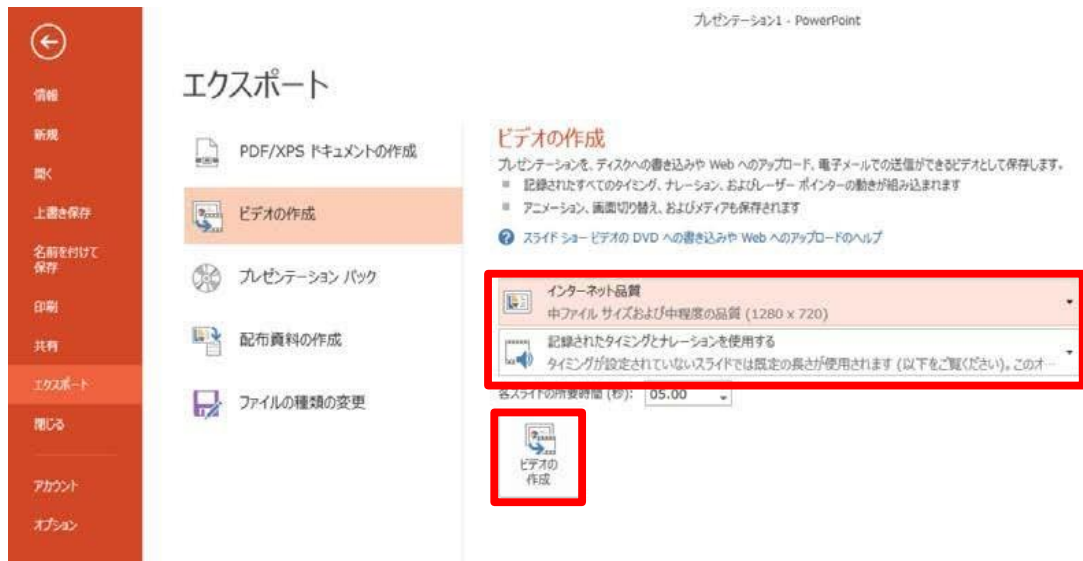 プレゼンテーション1 - PowerPoint
情報
新規
開く
上書き保存
名前を付けて
保存
印刷
共有
エクスポート
閉じる
アカウント
オプション
エクスポート
PDF/XPS ドキュメントの作成
ビデオの作成
プレゼンテーション パック
配布資料の作成
ファイルの種類の変更
ビデオの作成
プレゼンテーションを、ディスクへの書き込みや Web へのアップロード、電子メールでの送信ができるビデオとして保存します。
記録されたすべてのタイミング、ナレーション、およびレーザー ポインターの動きが組み込まれます
アニメーション、画面切り替え、およびメディアも保存されます
スライド ショー ビデオの DVD への書き込みや Web へのアップロードのヘルプ
インターネット品質
中ファイル サイズおよび中程度の品質 (1280 x 720)
記録されたタイミングとナレーションを使用する
タイミングが設定されていないスライドでは既定の長さが使用されます (以下をご覧ください)。このオ…
各スライドの所要時間 (秒): 05.00
ビデオの
作成